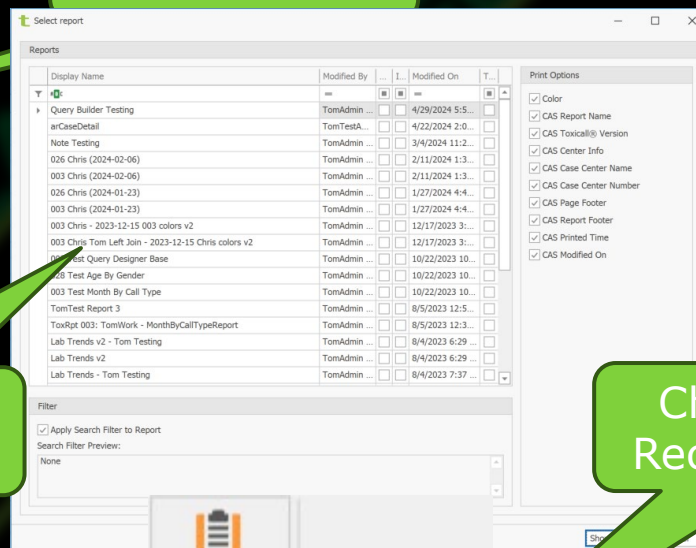 Select report
Reports
Display Name Modified By ... I... Modified On T...
Query Builder Testing TomAdmin ... 4/29/2024 5:5...
arCaseDetail TomTestA... 4/22/2024 2:0...
Note Testing TomAdmin ... 3/4/2024 11:2...
026 Chris (2024-02-06) TomAdmin ... 2/11/2024 1:3...
003 Chris (2024-02-06) TomAdmin ... 2/11/2024 1:3...
026 Chris (2024-01-23) TomAdmin ... 1/27/2024 4:4...
003 Chris (2024-01-23) TomAdmin ... 1/27/2024 4:4...
003 Chris - 2023-12-15 003 colors v2 TomAdmin ... 12/17/2023 3:...
003 Chris Tom Left Join - 2023-12-15 Chris colors v2 TomAdmin ... 12/17/2023 3:...
Test Query Designer Base TomAdmin ... 10/22/2023 10...
Test Age By Gender TomAdmin ... 10/22/2023 10...
003 Test Month By Call Type TomAdmin ... 10/22/2023 10...
TomTest Report 3 TomAdmin ... 8/5/2023 12:5...
ToxRpt 003: TomWork - MonthByCallTypeReport TomAdmin ... 8/5/2023 12:3...
Lab Trends v2 - Tom Testing TomAdmin ... 8/4/2023 6:29 ...
Lab Trends v2 TomAdmin ... 8/4/2023 6:29 ...
Lab Trends - Tom Testing TomAdmin ... 8/4/2023 7:37 ...
Print Options
Color
CAS Report Name
CAS Toxicall® Version
CAS Center Info
CAS Case Center Name
CAS Case Center Number
CAS Page Footer
CAS Report Footer
CAS Printed Time
CAS Modified On
Filter
Apply Search Filter to Report
Search Filter Preview:
None
Ch
Rec
Sho